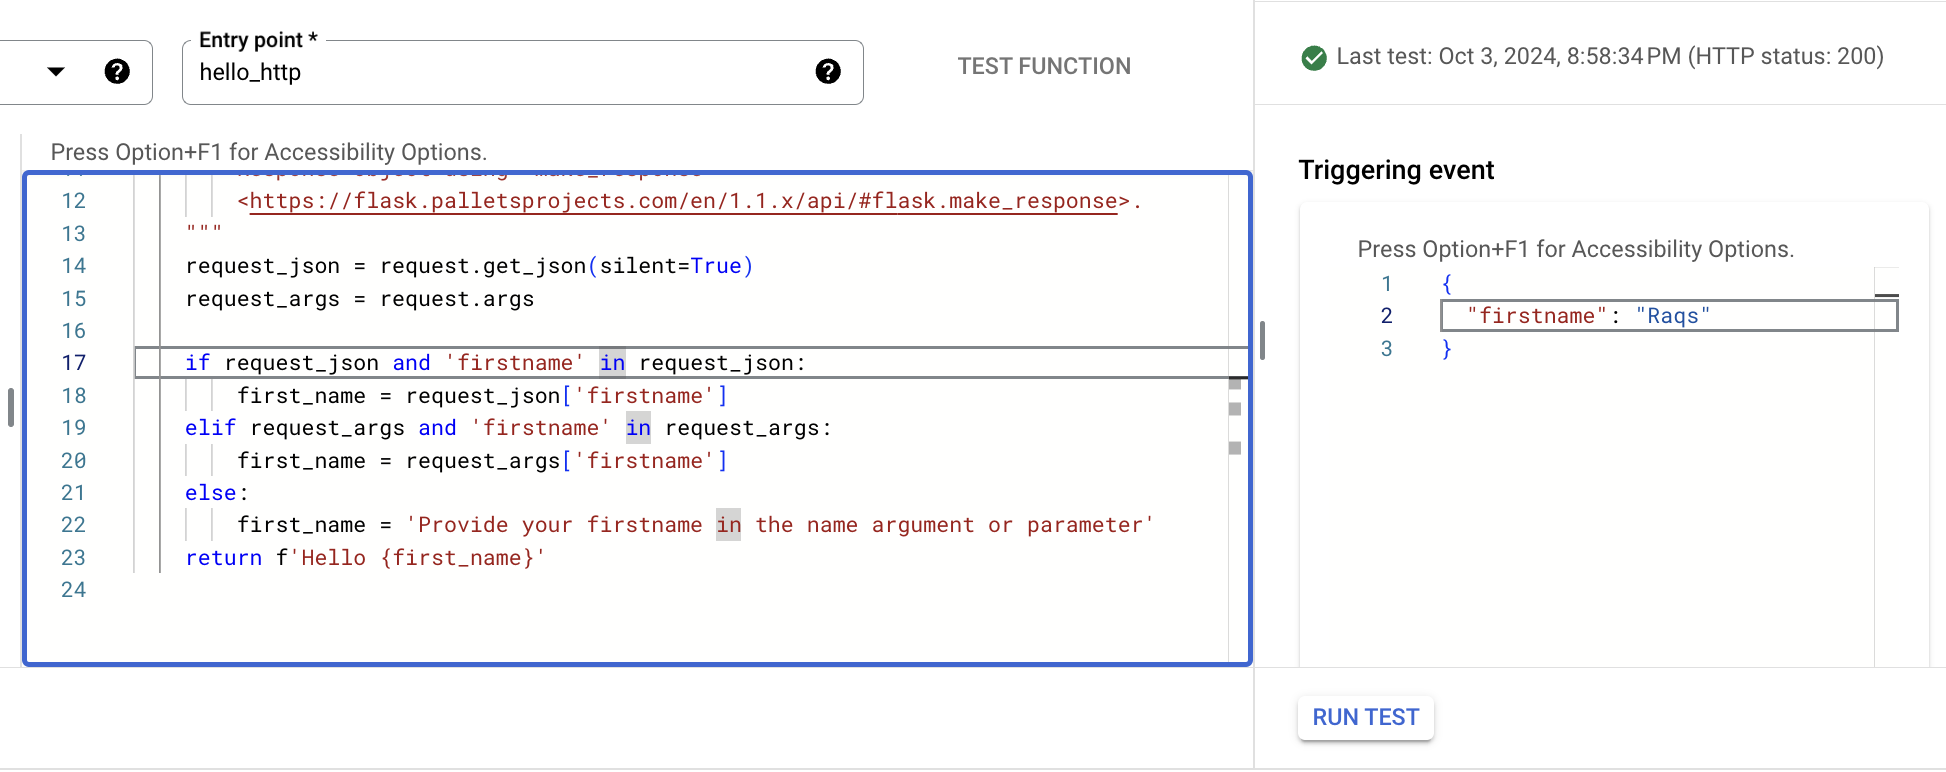 Entry point *
hello_http
TEST FUNCTION
Press Option+F1 for Accessibility Options.
12 <https://flask.palletsprojects.com/en/1.1.x/api/#flask.make_response>.
13 """
14 request_json = request.get_json(silent=True)
15 request_args = request.args
16
17 if request_json and 'firstname' in request_json:
18 first_name = request_json['firstname']
19 elif request_args and 'firstname' in request_args:
20 first_name = request_args['firstname']
21 else:
22 first_name = 'Provide your firstname in the name argument or parameter'
23 return f'Hello {first_name}'
24
Last test: Oct 3, 2024, 8:58:34 PM (HTTP status: 200)
Triggering event
Press Option+F1 for Accessibility Options.
1 {
2 "firstname": "Raqs"
3 }
RUN TEST